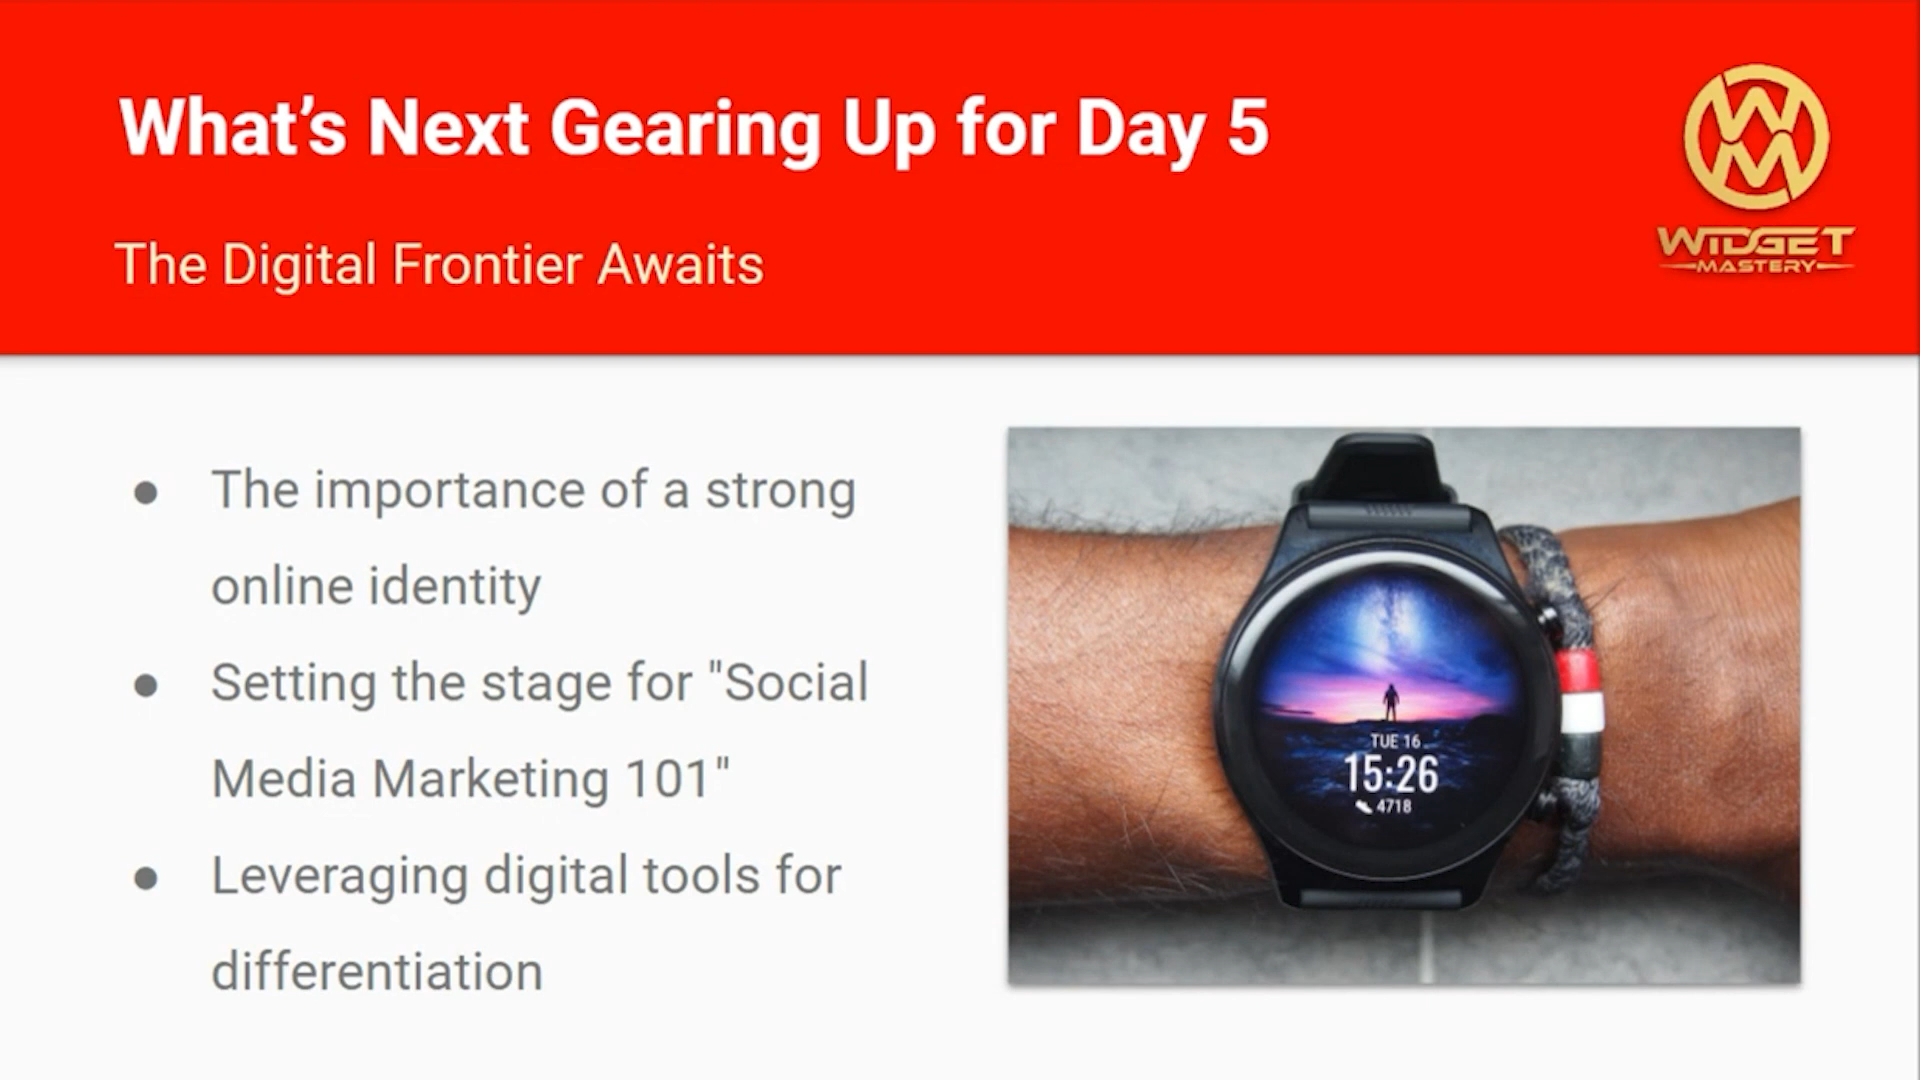 What’s Next Gearing Up for Day 5
The Digital Frontier Awaits
WM
WIDGET
MASTERY
● The importance of a strong
online identity
● Setting the stage for "Social
Media Marketing 101"
● Leveraging digital tools for
differentiation
TUE 16
15:26
4718